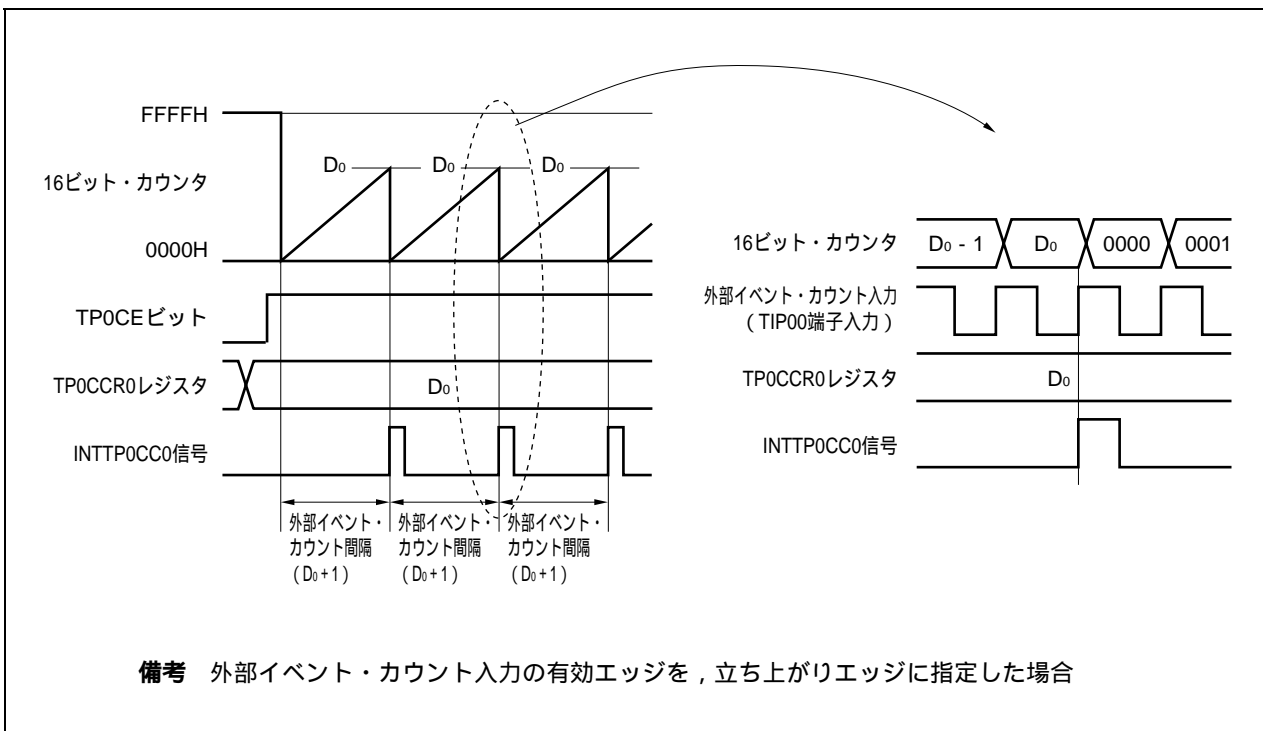 FFFFH
16ビット・カウンタ
0000H
D₀
D₀
D₀
TP0CEビット
TP0CCR0レジスタ
D₀
INTTP0CC0信号
外部イベント・
カウント間隔
(D₀+1)
外部イベント・
カウント間隔
(D₀+1)
外部イベント・
カウント間隔
(D₀+1)
16ビット・カウンタ
D₀ - 1
D₀
0000
0001
外部イベント・カウント入力
(TIP00端子入力)
TP0CCR0レジスタ
D₀
INTTP0CC0信号
備考 外部イベント・カウント入力の有効エッジを,立ち上がりエッジに指定した場合